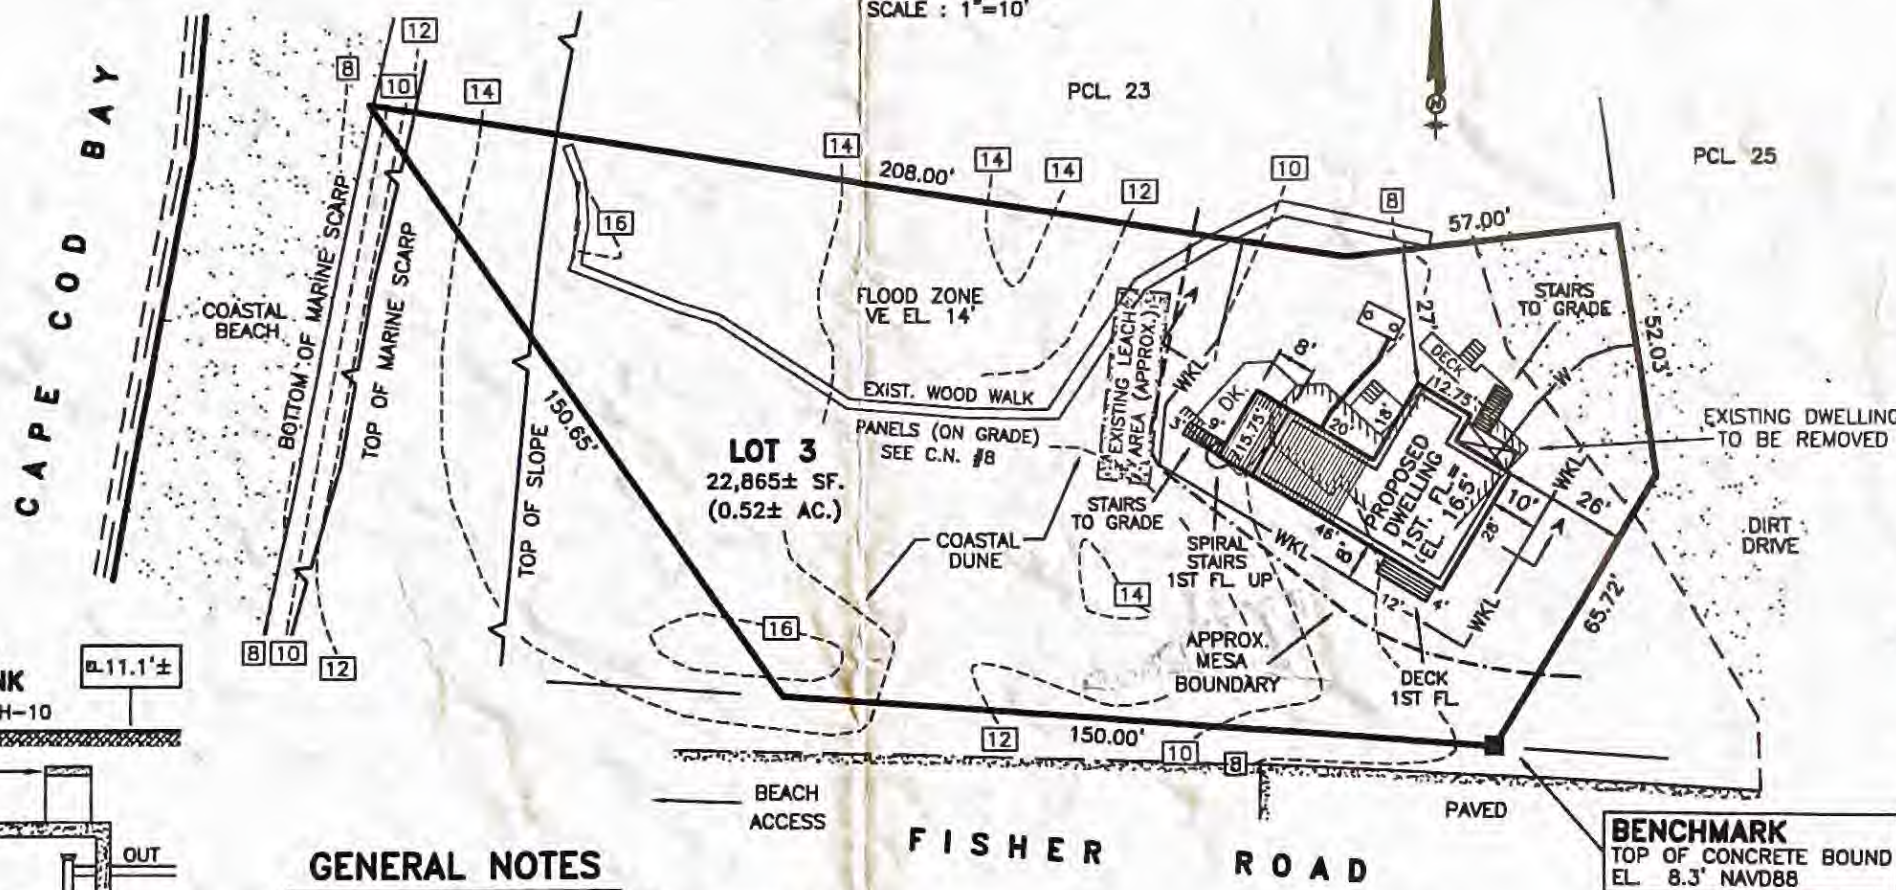 SCALE : 1"=10'
CAPE COD BAY
12
8
10
14
PCL. 23
PCL. 25
14
208.00'
14
14
12
10
8
57.00'
16
COASTAL
BEACH
BOTTOM OF MARINE SCARP
TOP OF MARINE SCARP
TOP OF SLOPE
150.65'
FLOOD ZONE
VE EL. 14'
EXIST. WOOD WALK
PANELS (ON GRADE)
SEE C.N. #8
EXISTING LEACH
AREA (APPROX.)
WKL
STAIRS
TO GRADE
27'
52.03'
DECK
12.75'
W
6
8'
9'
DK.
3'
15.75'
20'
18'
PROPOSED
DWELLING
1ST. FL.=
EL. 16.5'
EXISTING DWELLING
TO BE REMOVED
LOT 3
22,865± SF.
(0.52± AC.)
COASTAL
DUNE
STAIRS
TO GRADE
SPIRAL
STAIRS
1ST FL. UP
WKL
46'
8'
10'
26'
28'
WKL
DIRT
DRIVE
14
12'
4'
WKL
65.72'
16
APPROX.
MESA
BOUNDARY
DECK
1ST FL.
8
10
12
EL. 11.1'±
H-10
12
150.00'
10
8
BEACH
ACCESS
PAVED
FISHER ROAD
BENCHMARK
TOP OF CONCRETE BOUND
EL. 8.3' NAVD88
OUT
GENERAL NOTES